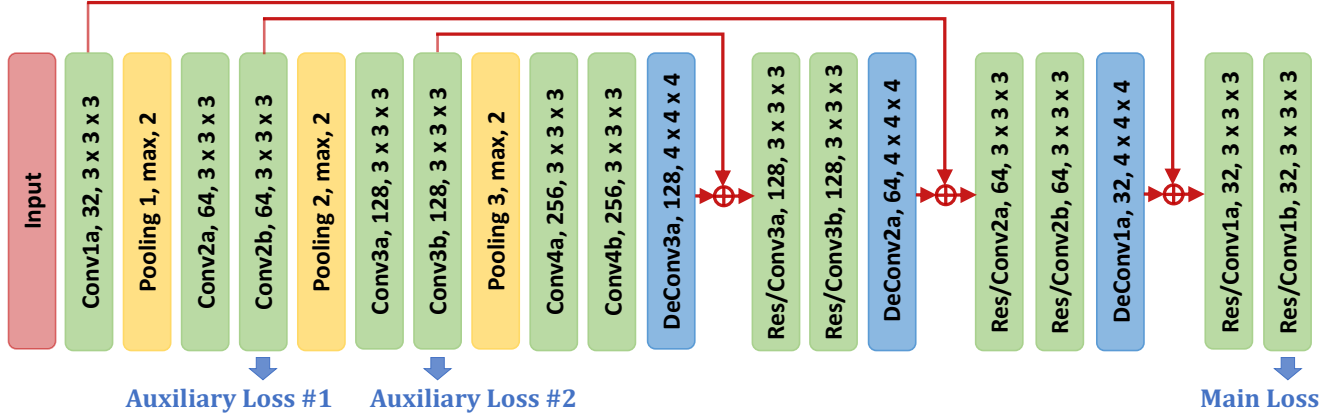 Input
Conv1a, 32, 3 x 3 x 3
Pooling 1, max, 2
Conv2a, 64, 3 x 3 x 3
Conv2b, 64, 3 x 3 x 3
Pooling 2, max, 2
Conv3a, 128, 3 x 3 x 3
Conv3b, 128, 3 x 3 x 3
Pooling 3, max, 2
Conv4a, 256, 3 x 3 x 3
Conv4b, 256, 3 x 3 x 3
DeConv3a, 128, 4 x 4 x 4
Res/Conv3a, 128, 3 x 3 x 3
Res/Conv3b, 128, 3 x 3 x 3
DeConv2a, 64, 4 x 4 x 4
Res/Conv2a, 64, 3 x 3 x 3
Res/Conv2b, 64, 3 x 3 x 3
DeConv1a, 32, 4 x 4 x 4
Res/Conv1a, 32, 3 x 3 x 3
Res/Conv1b, 32, 3 x 3 x 3
Auxiliary Loss #1
Auxiliary Loss #2
Main Loss